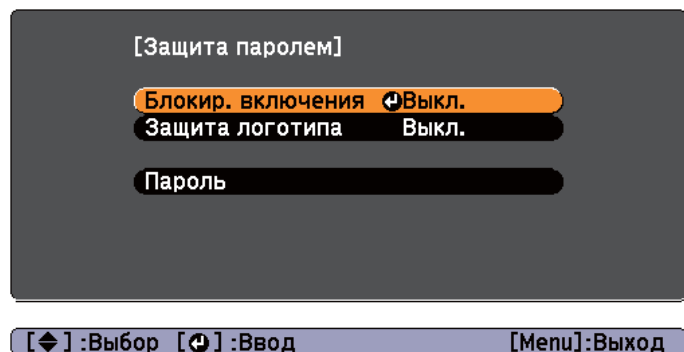 [Защита паролем]
Блокир. включения Выкл.
Защита логотипа Выкл.
Пароль
[◆] :Выбор [⏎] :Ввод [Menu]:Выход